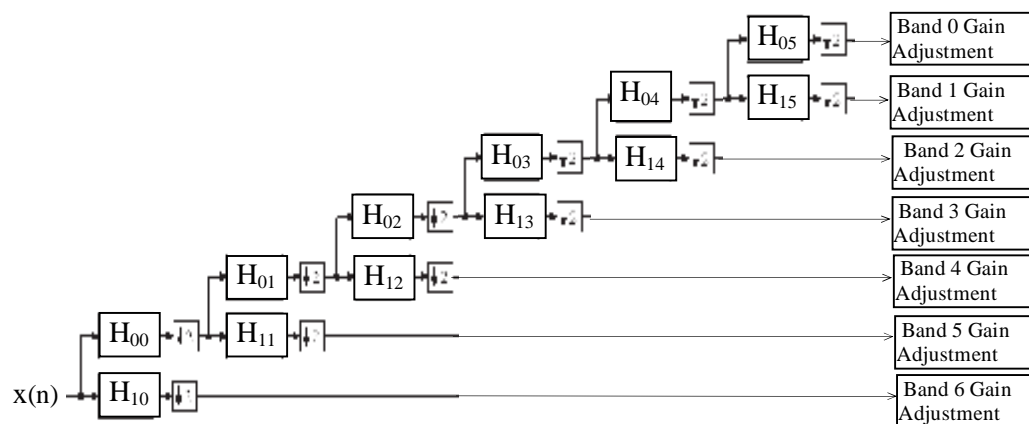 Band 0 Gain
Adjustment
H05
Band 1 Gain
Adjustment
H04
H15
Band 2 Gain
Adjustment
H03
H14
Band 3 Gain
Adjustment
H02
H13
Band 4 Gain
Adjustment
H01
H12
Band 5 Gain
Adjustment
H00
H11
Band 6 Gain
Adjustment
x(n)
H10